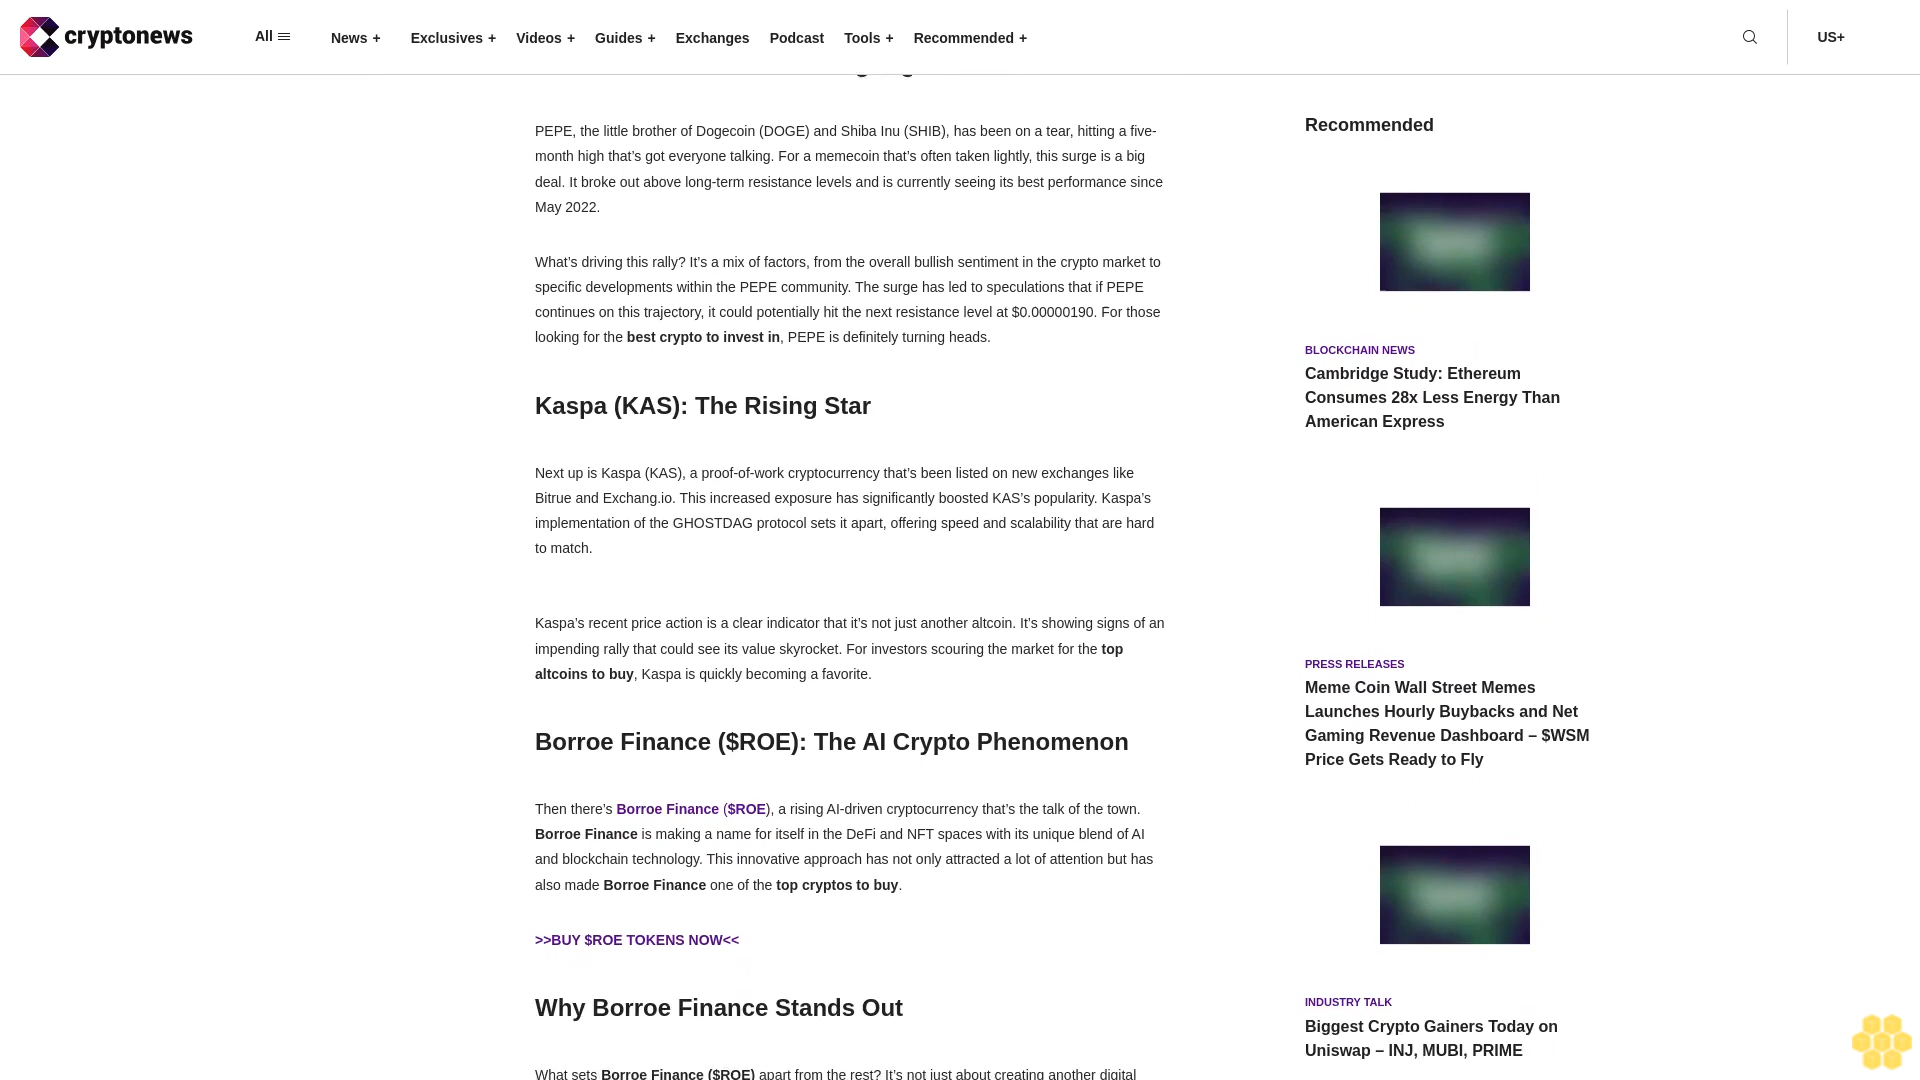 cryptonews
All
News +
Exclusives +
Videos +
Guides +
Exchanges
Podcast
Tools +
Recommended +
US+
PEPE, the little brother of Dogecoin (DOGE) and Shiba Inu (SHIB), has been on a tear, hitting a five-
month high that’s got everyone talking. For a memecoin that’s often taken lightly, this surge is a big
deal. It broke out above long-term resistance levels and is currently seeing its best performance since
May 2022.
What’s driving this rally? It’s a mix of factors, from the overall bullish sentiment in the crypto market to
specific developments within the PEPE community. The surge has led to speculations that if PEPE
continues on this trajectory, it could potentially hit the next resistance level at $0.00000190. For those
looking for the best crypto to invest in, PEPE is definitely turning heads.
Kaspa (KAS): The Rising Star
Next up is Kaspa (KAS), a proof-of-work cryptocurrency that’s been listed on new exchanges like
Bitrue and Exchang.io. This increased exposure has significantly boosted KAS’s popularity. Kaspa’s
implementation of the GHOSTDAG protocol sets it apart, offering speed and scalability that are hard
to match.
Kaspa’s recent price action is a clear indicator that it’s not just another altcoin. It’s showing signs of an
impending rally that could see its value skyrocket. For investors scouring the market for the top
altcoins to buy, Kaspa is quickly becoming a favorite.
Borroe Finance ($ROE): The AI Crypto Phenomenon
Then there’s Borroe Finance ($ROE), a rising AI-driven cryptocurrency that’s the talk of the town.
Borroe Finance is making a name for itself in the DeFi and NFT spaces with its unique blend of AI
and blockchain technology. This innovative approach has not only attracted a lot of attention but has
also made Borroe Finance one of the top cryptos to buy.
>>BUY $ROE TOKENS NOW<<
Why Borroe Finance Stands Out
What sets Borroe Finance ($ROE) apart from the rest? It’s not just about creating another digital
Recommended
BLOCKCHAIN NEWS
Cambridge Study: Ethereum
Consumes 28x Less Energy Than
American Express
PRESS RELEASES
Meme Coin Wall Street Memes
Launches Hourly Buybacks and Net
Gaming Revenue Dashboard – $WSM
Price Gets Ready to Fly
INDUSTRY TALK
Biggest Crypto Gainers Today on
Uniswap – INJ, MUBI, PRIME